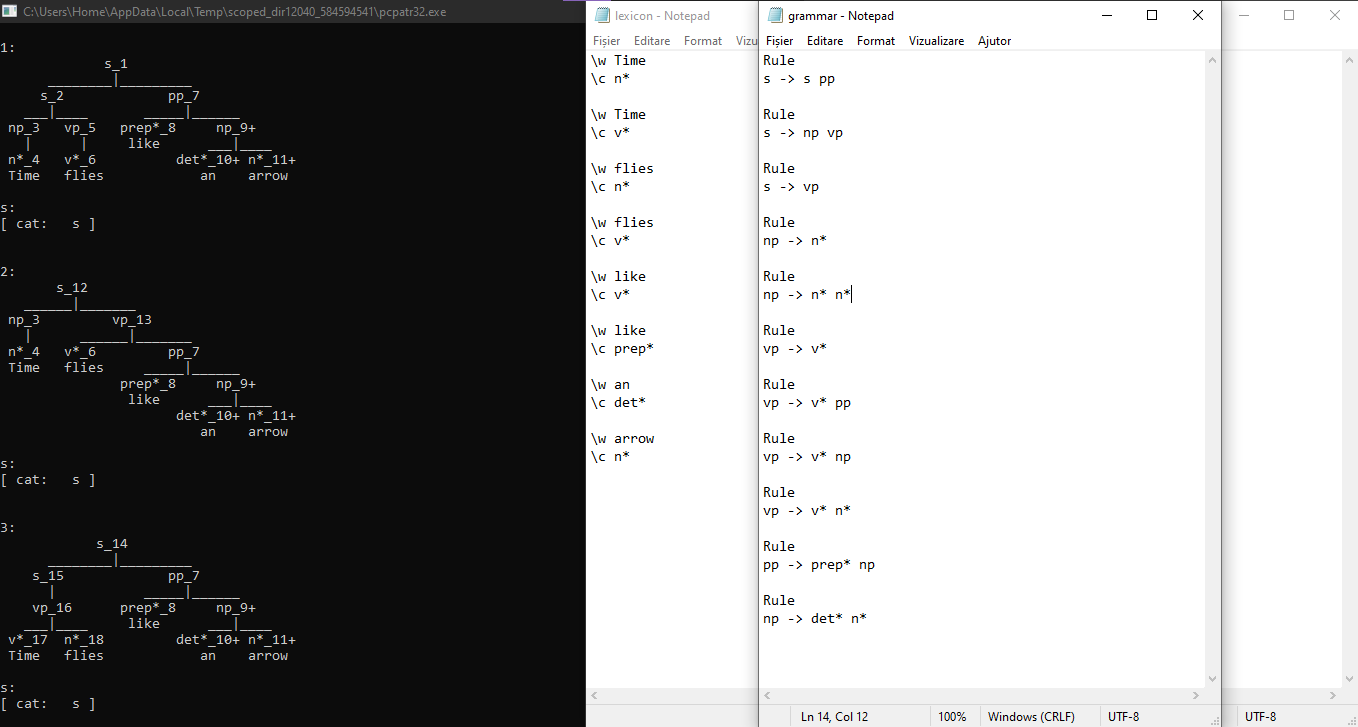 C:\Users\Home\AppData\Local\Temp\scoped_dir12040_584594541\pcpatr32.exe
1:
s_1
s_2 pp_7
np_3 vp_5 prep*_8 np_9+
n*_4 v*_6 like det*_10+ n*_11+
Time flies an arrow
s:
[ cat: s ]
2:
s_12
np_3 vp_13
n*_4 v*_6 pp_7
Time flies prep*_8 np_9+
like det*_10+ n*_11+
an arrow
s:
[ cat: s ]
3:
s_14
s_15 pp_7
vp_16 prep*_8 np_9+
v*_17 n*_18 like det*_10+ n*_11+
Time flies an arrow
s:
[ cat: s ]
lexicon - Notepad
Fișier Editare Format Vizu
\w Time
\c n*
\w Time
\c v*
\w flies
\c n*
\w flies
\c v*
\w like
\c v*
\w like
\c prep*
\w an
\c det*
\w arrow
\c n*
grammar - Notepad
Fișier Editare Format Vizualizare Ajutor
Rule
s -> s pp
Rule
s -> np vp
Rule
s -> vp
Rule
np -> n*
Rule
np -> n* n*
Rule
vp -> v*
Rule
vp -> v* pp
Rule
vp -> v* np
Rule
vp -> v* n*
Rule
pp -> prep* np
Rule
np -> det* n*
Ln 14, Col 12 100% Windows (CRLF) UTF-8
UTF-8